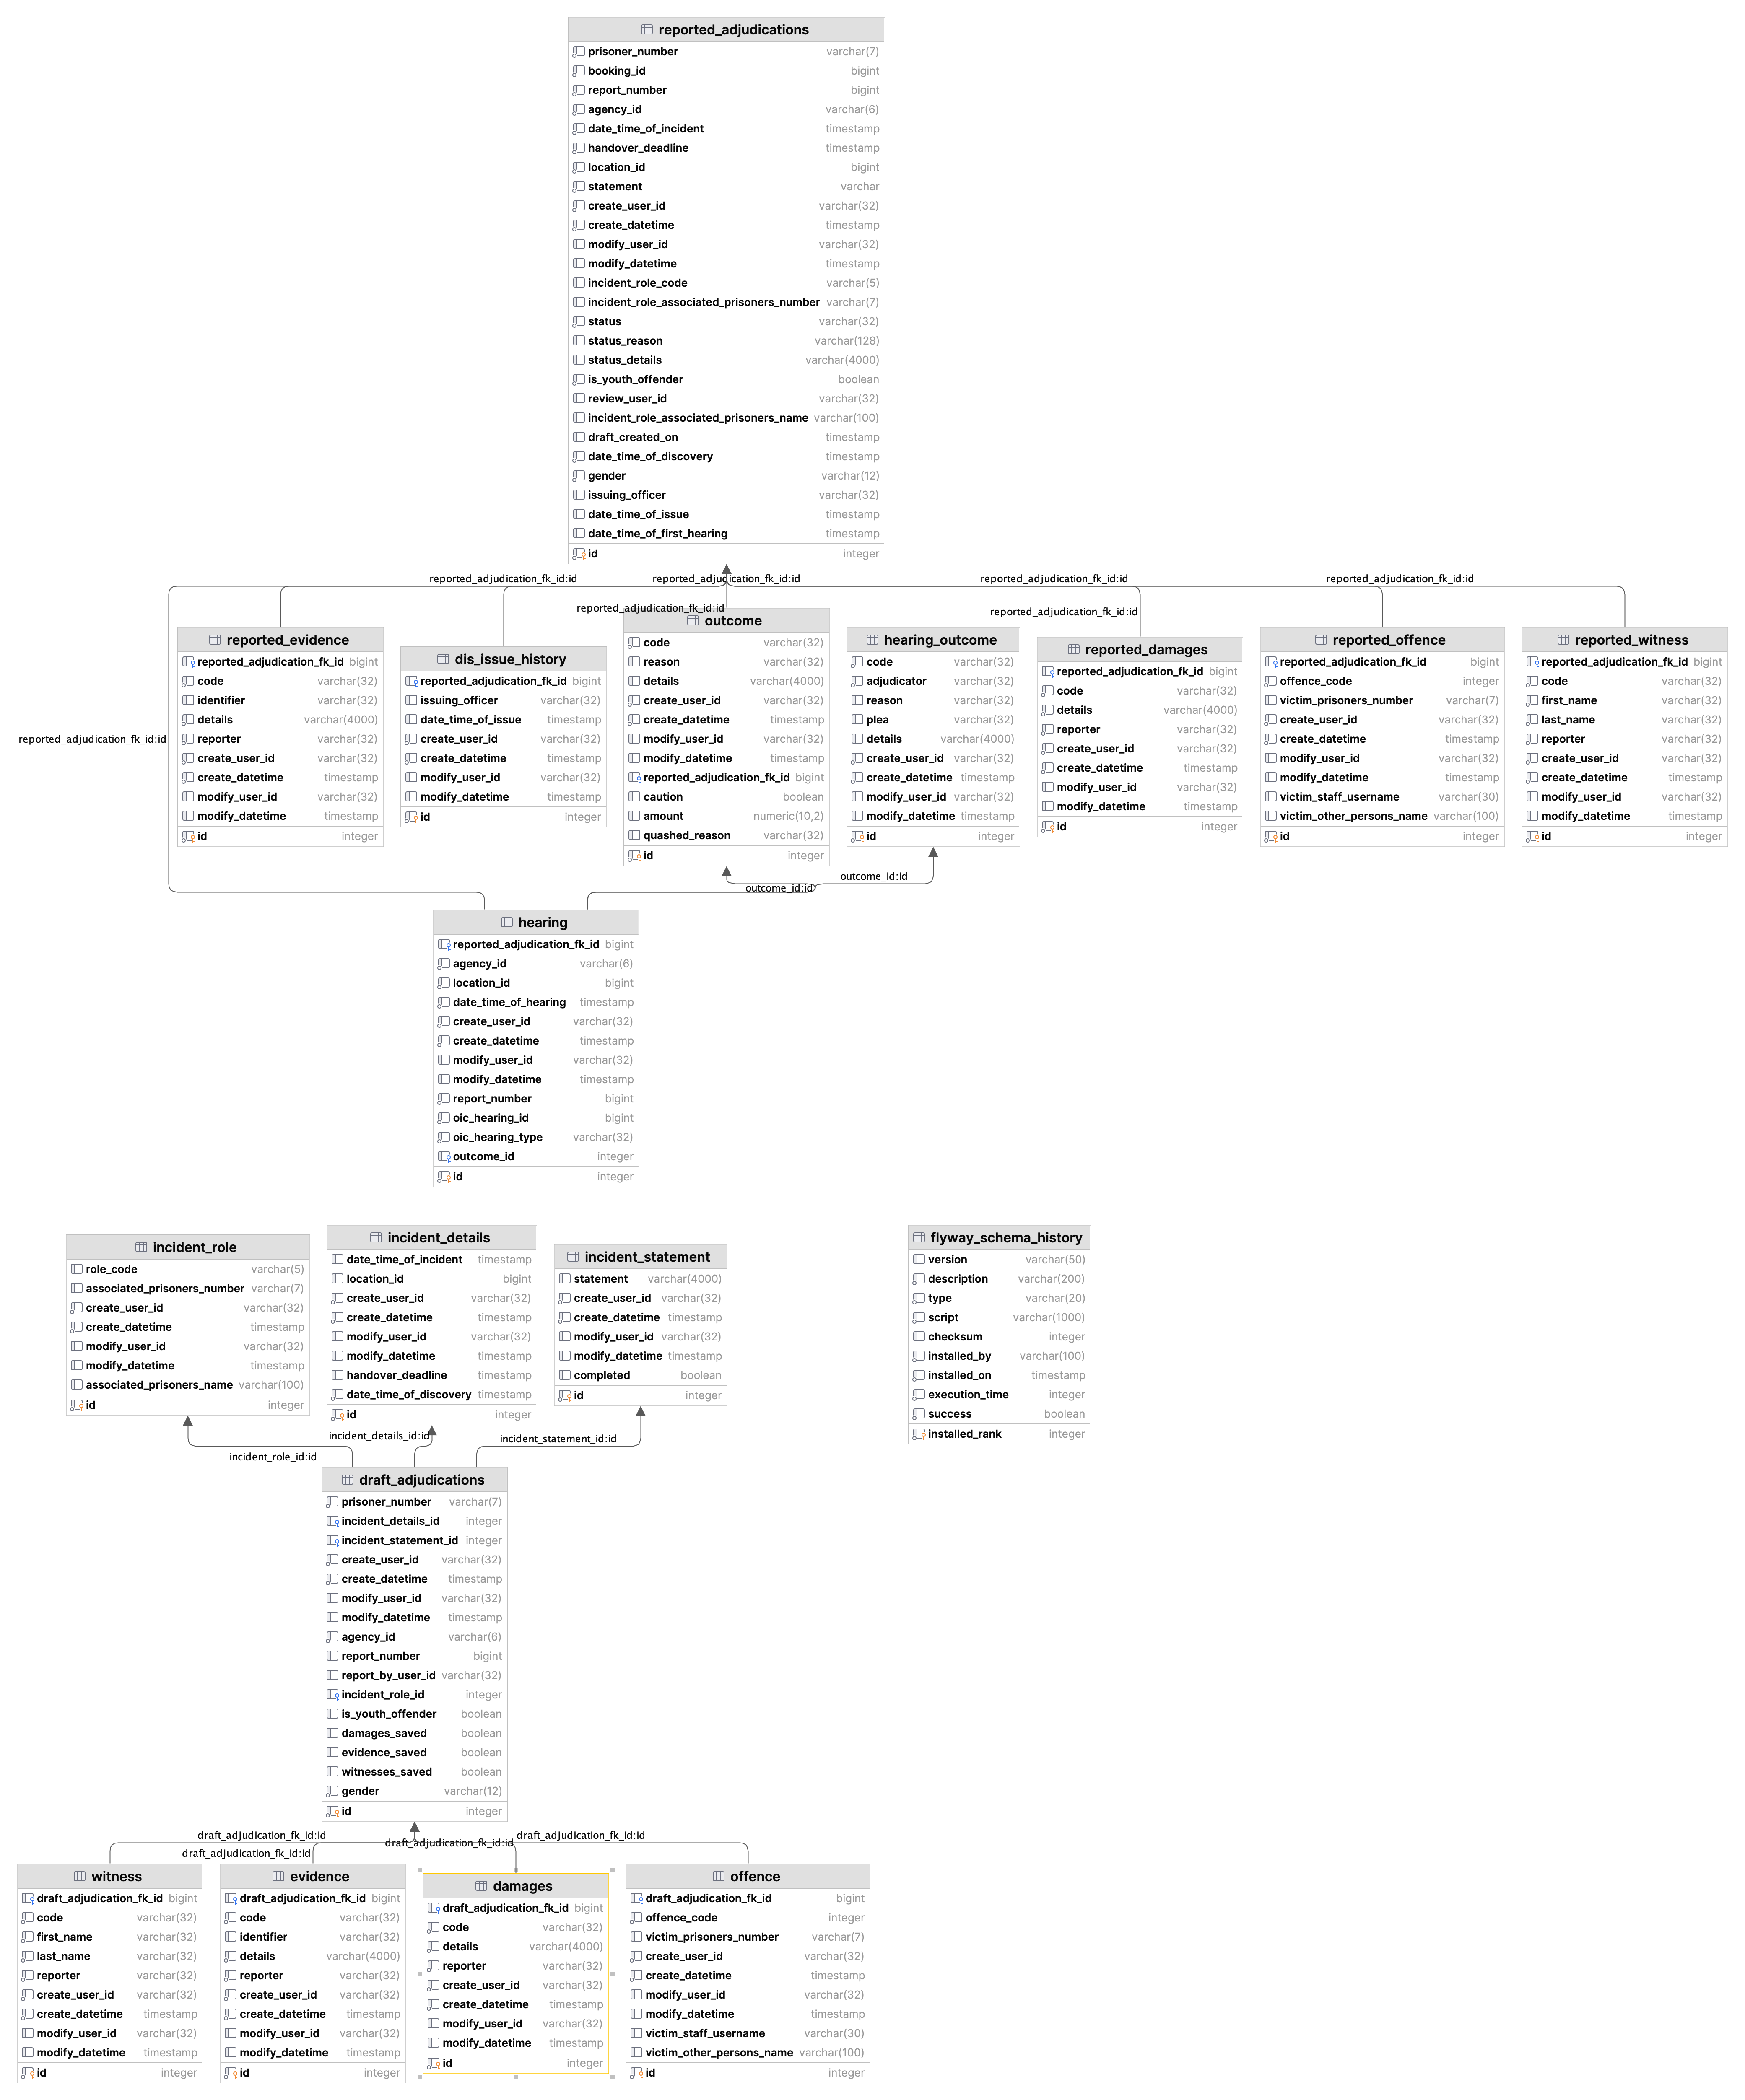 reported_adjudications
prisoner_number varchar(7)
booking_id bigint
report_number bigint
agency_id varchar(6)
date_time_of_incident timestamp
handover_deadline timestamp
location_id bigint
statement varchar
create_user_id varchar(32)
create_datetime timestamp
modify_user_id varchar(32)
modify_datetime timestamp
incident_role_code varchar(5)
incident_role_associated_prisoners_number varchar(7)
status varchar(32)
status_reason varchar(128)
status_details varchar(4000)
is_youth_offender boolean
review_user_id varchar(32)
incident_role_associated_prisoners_name varchar(100)
draft_created_on timestamp
date_time_of_discovery timestamp
gender varchar(12)
issuing_officer varchar(32)
date_time_of_issue timestamp
date_time_of_first_hearing timestamp
id integer
reported_adjudication_fk_id:id
reported_adjudication_fk_id:id
reported_adjudication_fk_id:id
reported_adjudication_fk_id:id
reported_adjudication_fk_id:id
reported_adjudication_fk_id:id
reported_adjudication_fk_id:id
reported_evidence
reported_adjudication_fk_id bigint
code varchar(32)
identifier varchar(32)
details varchar(4000)
reporter varchar(32)
create_user_id varchar(32)
create_datetime timestamp
modify_user_id varchar(32)
modify_datetime timestamp
id integer
dis_issue_history
reported_adjudication_fk_id bigint
issuing_officer varchar(32)
date_time_of_issue timestamp
create_user_id varchar(32)
create_datetime timestamp
modify_user_id varchar(32)
modify_datetime timestamp
id integer
outcome
code varchar(32)
reason varchar(32)
details varchar(4000)
create_user_id varchar(32)
create_datetime timestamp
modify_user_id varchar(32)
modify_datetime timestamp
reported_adjudication_fk_id bigint
caution boolean
amount numeric(10,2)
quashed_reason varchar(32)
id integer
hearing_outcome
code varchar(32)
adjudicator varchar(32)
reason varchar(32)
plea varchar(32)
details varchar(4000)
create_user_id varchar(32)
create_datetime timestamp
modify_user_id varchar(32)
modify_datetime timestamp
id integer
reported_damages
reported_adjudication_fk_id bigint
code varchar(32)
details varchar(4000)
reporter varchar(32)
create_user_id varchar(32)
create_datetime timestamp
modify_user_id varchar(32)
modify_datetime timestamp
id integer
reported_offence
reported_adjudication_fk_id bigint
offence_code integer
victim_prisoners_number varchar(7)
create_user_id varchar(32)
create_datetime timestamp
modify_user_id varchar(32)
modify_datetime timestamp
victim_staff_username varchar(30)
victim_other_persons_name varchar(100)
id integer
reported_witness
reported_adjudication_fk_id bigint
code varchar(32)
first_name varchar(32)
last_name varchar(32)
reporter varchar(32)
create_user_id varchar(32)
create_datetime timestamp
modify_user_id varchar(32)
modify_datetime timestamp
id integer
outcome_id:id
outcome_id:id
hearing
reported_adjudication_fk_id bigint
agency_id varchar(6)
location_id bigint
date_time_of_hearing timestamp
create_user_id varchar(32)
create_datetime timestamp
modify_user_id varchar(32)
modify_datetime timestamp
report_number bigint
oic_hearing_id bigint
oic_hearing_type varchar(32)
outcome_id integer
id integer
incident_role
role_code varchar(5)
associated_prisoners_number varchar(7)
create_user_id varchar(32)
create_datetime timestamp
modify_user_id varchar(32)
modify_datetime timestamp
associated_prisoners_name varchar(100)
id integer
incident_details
date_time_of_incident timestamp
location_id bigint
create_user_id varchar(32)
create_datetime timestamp
modify_user_id varchar(32)
modify_datetime timestamp
handover_deadline timestamp
date_time_of_discovery timestamp
id integer
incident_statement
statement varchar(4000)
create_user_id varchar(32)
create_datetime timestamp
modify_user_id varchar(32)
modify_datetime timestamp
completed boolean
id integer
flyway_schema_history
version varchar(50)
description varchar(200)
type varchar(20)
script varchar(1000)
checksum integer
installed_by varchar(100)
installed_on timestamp
execution_time integer
success boolean
installed_rank integer
incident_role_id:id
incident_details_id:id
incident_statement_id:id
draft_adjudications
prisoner_number varchar(7)
incident_details_id integer
incident_statement_id integer
create_user_id varchar(32)
create_datetime timestamp
modify_user_id varchar(32)
modify_datetime timestamp
agency_id varchar(6)
report_number bigint
report_by_user_id varchar(32)
incident_role_id integer
is_youth_offender boolean
damages_saved boolean
evidence_saved boolean
witnesses_saved boolean
gender varchar(12)
id integer
draft_adjudication_fk_id:id
draft_adjudication_fk_id:id
draft_adjudication_fk_id:id
draft_adjudication_fk_id:id
witness
draft_adjudication_fk_id bigint
code varchar(32)
first_name varchar(32)
last_name varchar(32)
reporter varchar(32)
create_user_id varchar(32)
create_datetime timestamp
modify_user_id varchar(32)
modify_datetime timestamp
id integer
evidence
draft_adjudication_fk_id bigint
code varchar(32)
identifier varchar(32)
details varchar(4000)
reporter varchar(32)
create_user_id varchar(32)
create_datetime timestamp
modify_user_id varchar(32)
modify_datetime timestamp
id integer
damages
draft_adjudication_fk_id bigint
code varchar(32)
details varchar(4000)
reporter varchar(32)
create_user_id varchar(32)
create_datetime timestamp
modify_user_id varchar(32)
modify_datetime timestamp
id integer
offence
draft_adjudication_fk_id bigint
offence_code integer
victim_prisoners_number varchar(7)
create_user_id varchar(32)
create_datetime timestamp
modify_user_id varchar(32)
modify_datetime timestamp
victim_staff_username varchar(30)
victim_other_persons_name varchar(100)
id integer